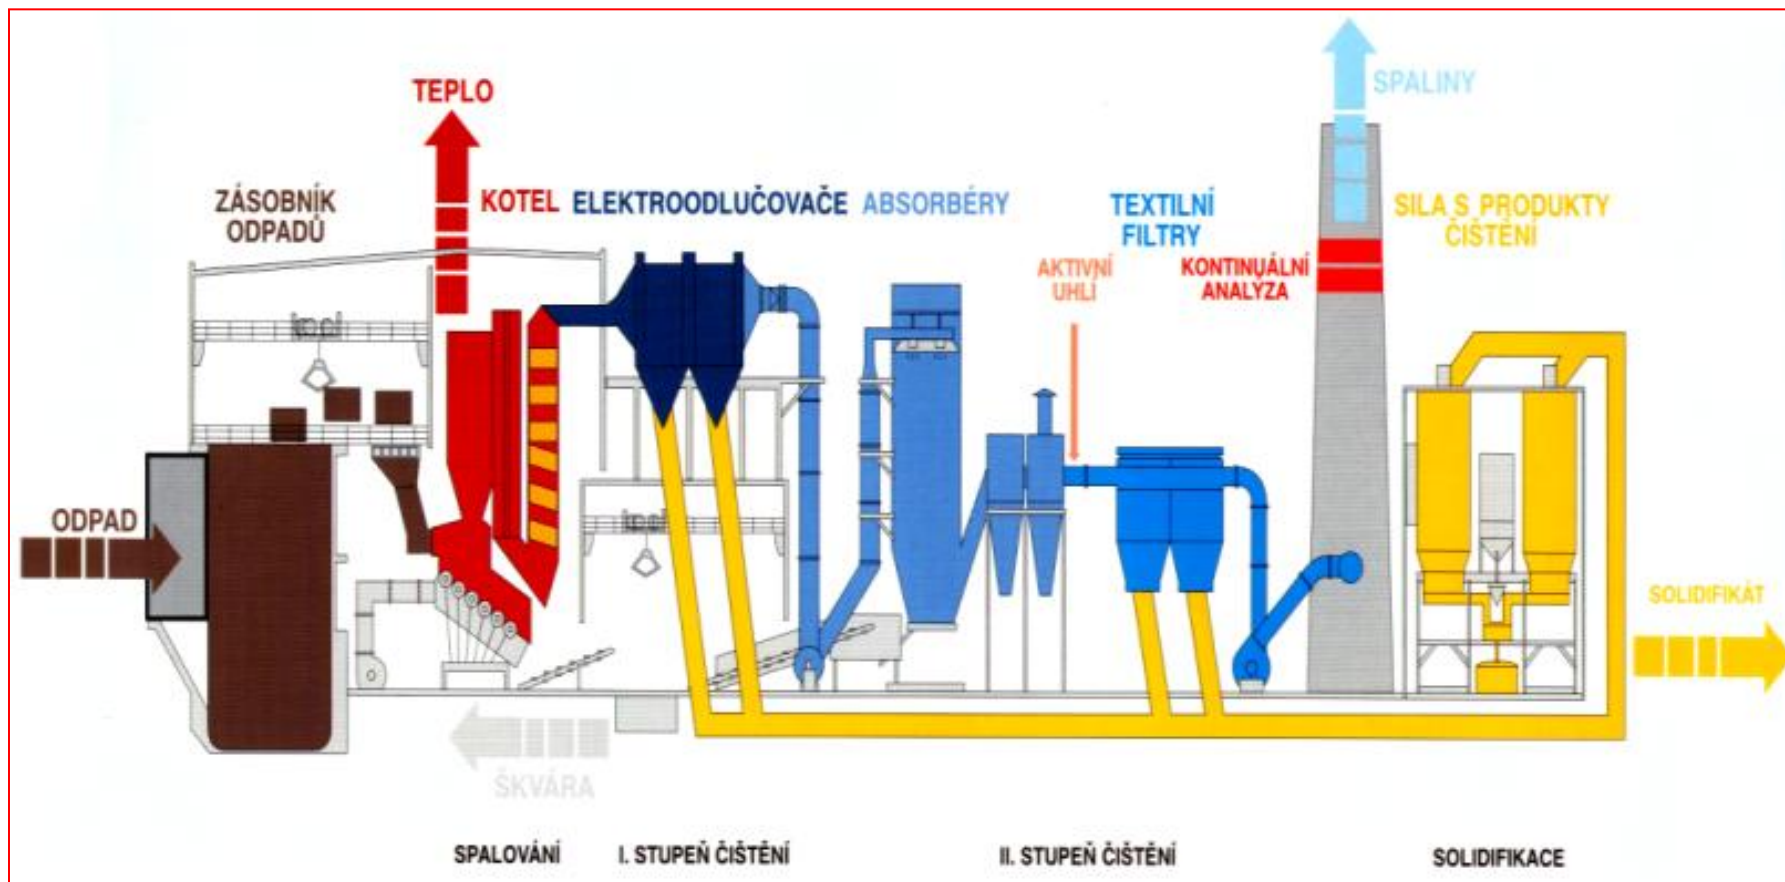 TEPLO
SPALINY
ZÁSOBNÍK
ODPADŮ
KOTEL
ELEKTROODLUČOVAČE
ABSORBÉRY
TEXTILNÍ
FILTRY
SILA S PRODUKTY
ČIŠTĚNÍ
AKTIVNÍ
UHLÍ
KONTINUÁLNÍ
ANALÝZA
ODPAD
SOLIDIFIKÁT
ŠKVÁRA
SPALOVÁNÍ
I. STUPEŇ ČIŠTĚNÍ
II. STUPEŇ ČIŠTĚNÍ
SOLIDIFIKACE